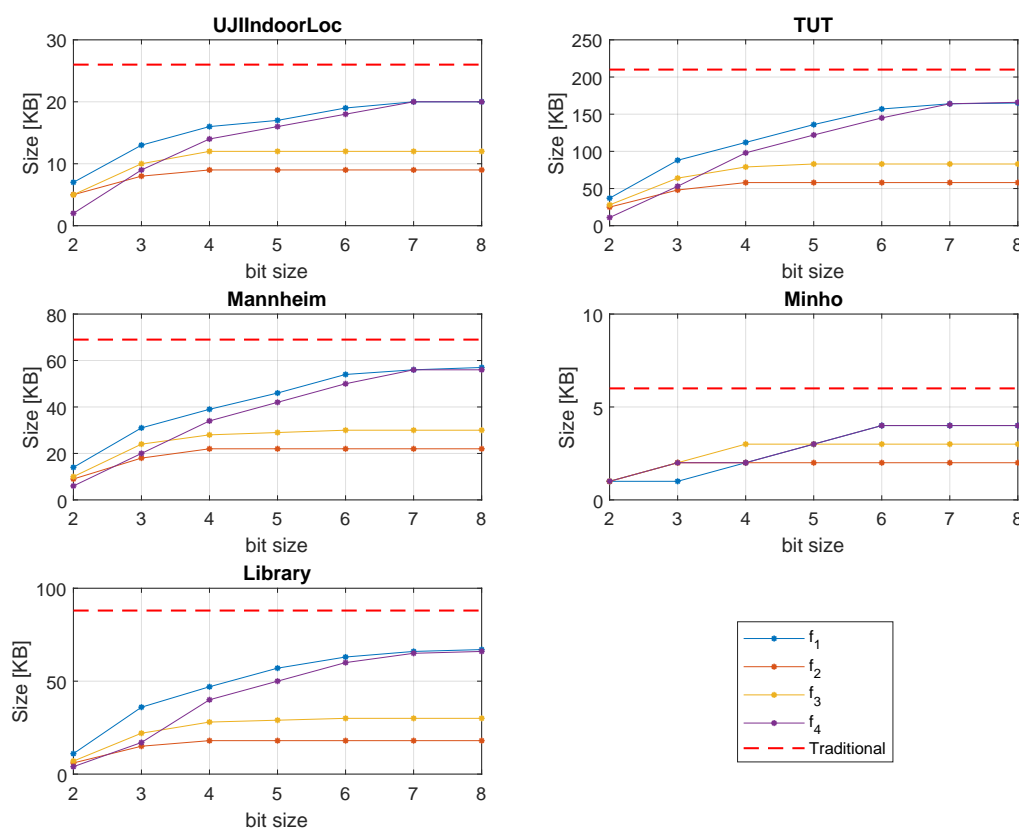 UJIIndoorLoc
30
20
10
0
Size [KB]
2 3 4 5 6 7 8
bit size
TUT
250
200
150
100
50
0
Size [KB]
2 3 4 5 6 7 8
bit size
Mannheim
80
60
40
20
0
Size [KB]
2 3 4 5 6 7 8
bit size
Minho
10
5
0
Size [KB]
2 3 4 5 6 7 8
bit size
Library
100
50
0
Size [KB]
2 3 4 5 6 7 8
bit size
f1
f2
f3
f4
Traditional